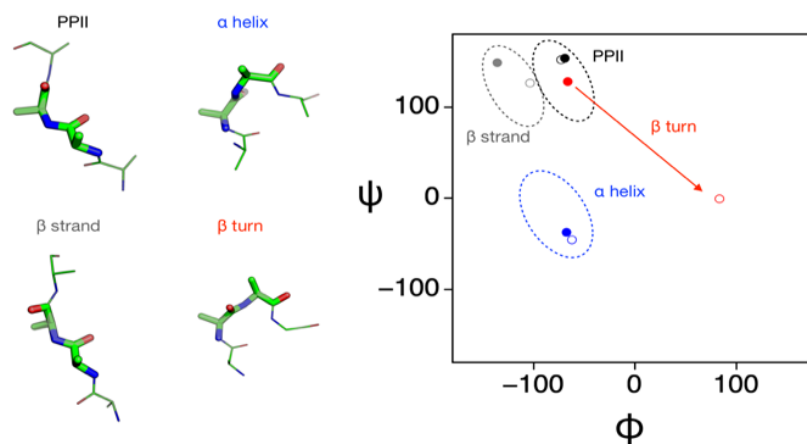 PPII
α helix
β strand
β turn
PPII
β strand
β turn
α helix
ψ
100
0
−100
−100
0
100
Φ